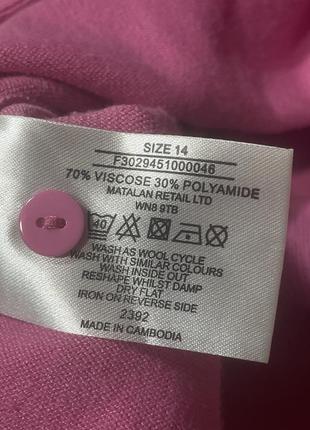 SIZE 14
F3029451000046
70% VISCOSE 30% POLYAMIDE
MATALAN RETAIL LTD
WN8 9TB
40
WASH AS WOOL CYCLE
WASH WITH SIMILAR COLOURS
WASH INSIDE OUT
RESHAPE WHILST DAMP
DRY FLAT
IRON ON REVERSE SIDE
2392
MADE IN CAMBODIA